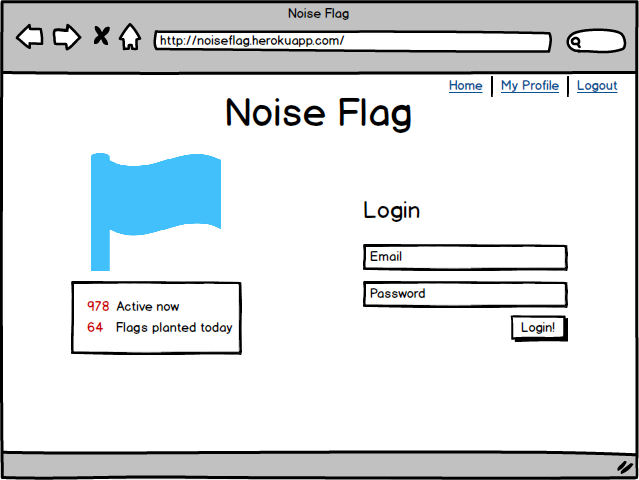 Noise Flag
http://noiseflag.herokuapp.com/
Home My Profile Logout
Noise Flag
Login
Email
Password
Login!
978 Active now
64 Flags planted today